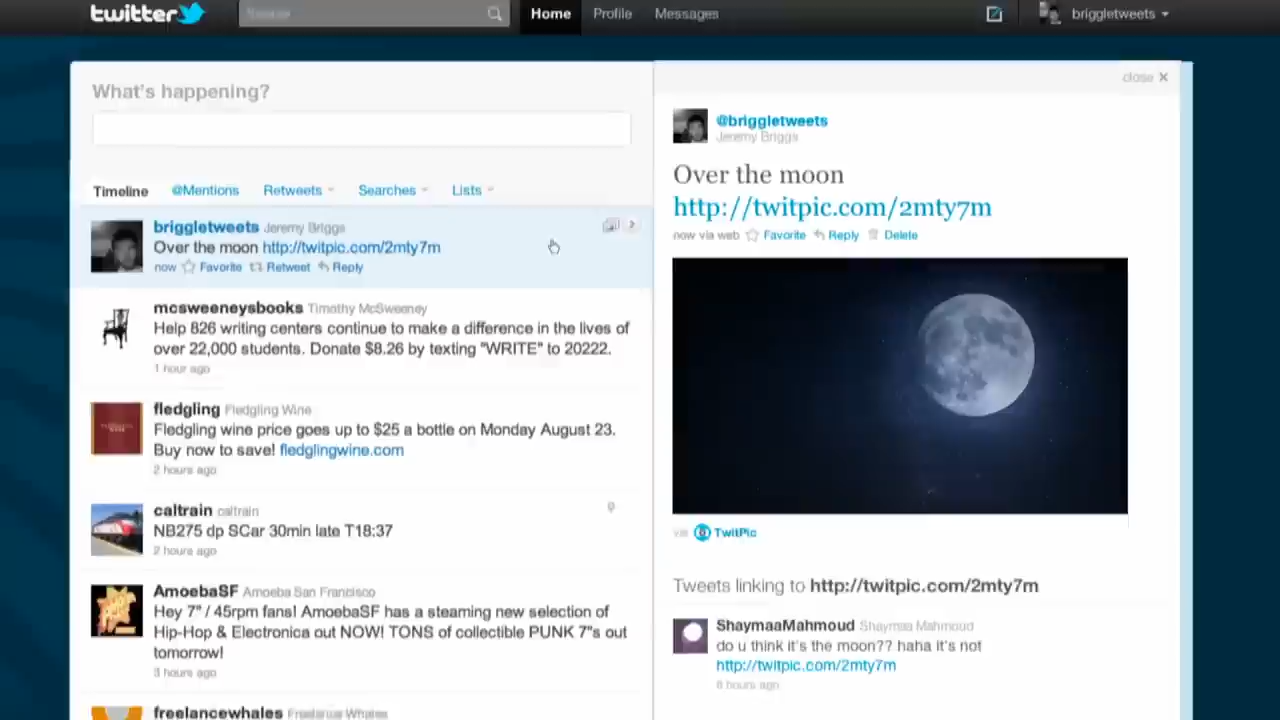 twitter
Search
Home
Profile
Messages
briggletweets
What's happening?
Timeline
@Mentions
Retweets
Searches
Lists
briggletweets Jeremy Briggs
Over the moon http://twitpic.com/2mty7m
now Favorite Retweet Reply
mcsweeneysbooks Timothy McSweeney
Help 826 writing centers continue to make a difference in the lives of
over 22,000 students. Donate $8.26 by texting "WRITE" to 20222.
1 hour ago
fledgling Fledgling Wine
Fledgling wine price goes up to $25 a bottle on Monday August 23.
Buy now to save! fledglingwine.com
2 hours ago
caltrain caltrain
NB275 dp SCar 30min late T18:37
2 hours ago
AmoebaSF Amoeba San Francisco
Hey 7" / 45rpm fans! AmoebaSF has a steaming new selection of
Hip-Hop & Electronica out NOW! TONS of collectible PUNK 7"s out
tomorrow!
3 hours ago
freelancewhales Freelance Whales
close
@briggletweets
Jeremy Briggs
Over the moon
http://twitpic.com/2mty7m
now via web Favorite Reply Delete
via TwitPic
Tweets linking to http://twitpic.com/2mty7m
ShaymaaMahmoud Shaymaa Mahmoud
do u think it's the moon?? haha it's not
http://twitpic.com/2mty7m
8 hours ago